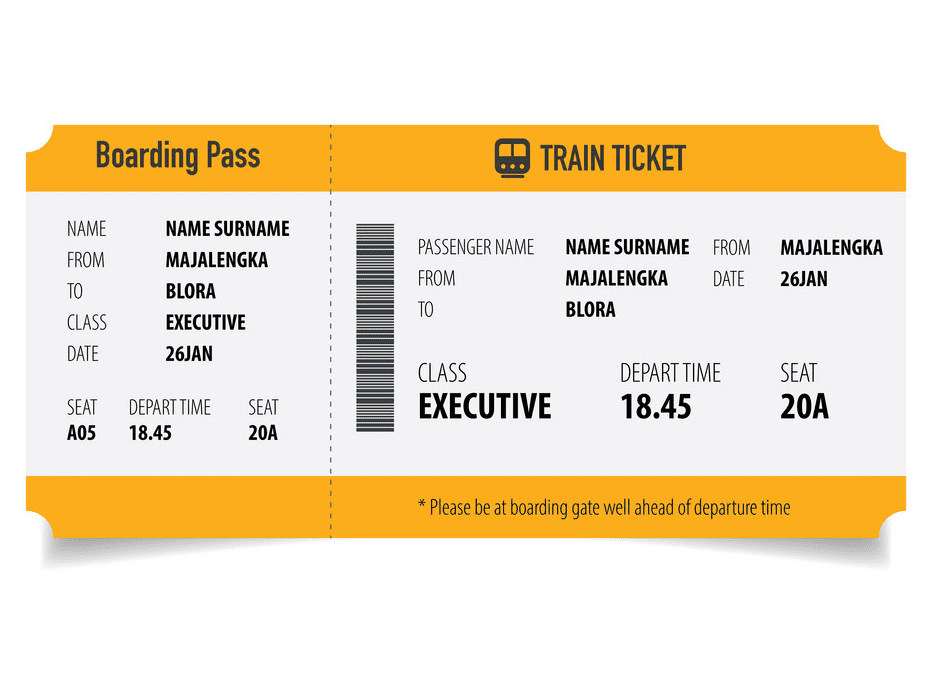 Boarding Pass
NAME NAME SURNAME
FROM MAJALENGKA
TO BLORA
CLASS EXECUTIVE
DATE 26JAN
SEAT DEPART TIME SEAT
A05 18.45 20A
TRAIN TICKET
PASSENGER NAME NAME SURNAME FROM MAJALENGKA
FROM MAJALENGKA DATE 26JAN
TO BLORA
CLASS DEPART TIME SEAT
EXECUTIVE 18.45 20A
* Please be at boarding gate well ahead of departure time